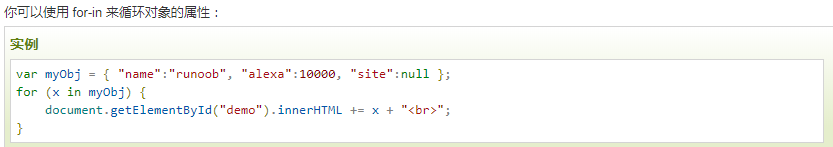 你可以使用 for-in 来循环对象的属性：
实例
var myObj = { "name":"runoob", "alexa":10000, "site":null };
for (x in myObj) {
    document.getElementById("demo").innerHTML += x + "<br>";
}